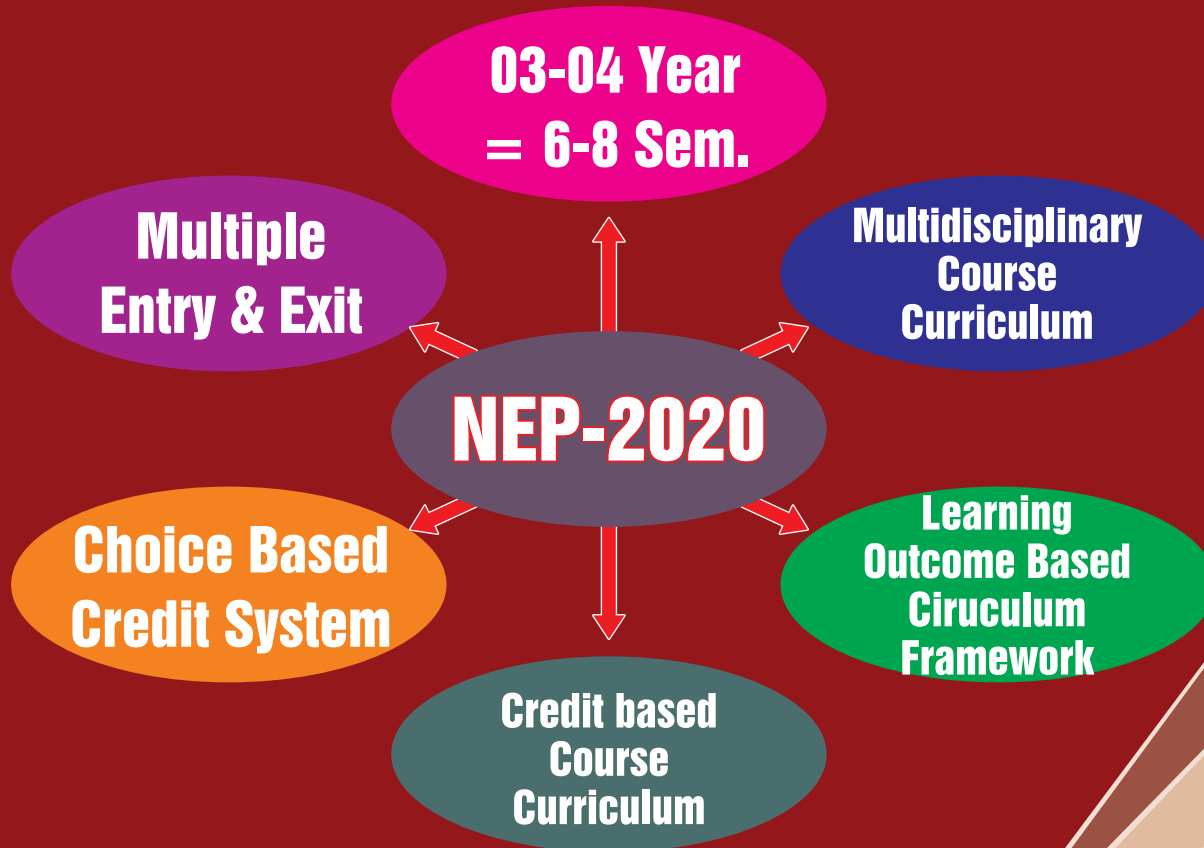 03-04 Year
= 6-8 Sem.
Multiple
Entry & Exit
Multidisciplinary
Course
Curriculum
NEP-2020
Choice Based
Credit System
Learning
Outcome Based
Ciruculum
Framework
Credit based
Course
Curriculum